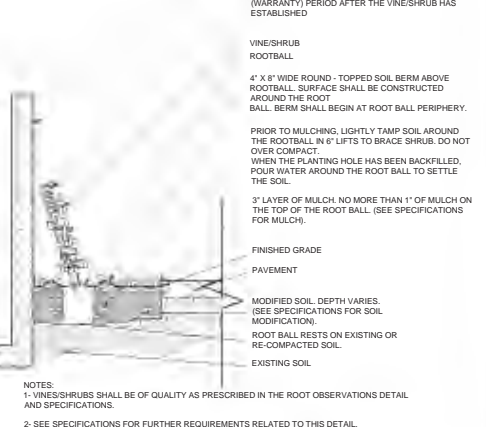 (WARRANTY) PERIOD AFTER THE VINE/SHRUB HAS
ESTABLISHED
VINE/SHRUB
ROOTBALL
4" X 8" WIDE ROUND - TOPPED SOIL BERM ABOVE
ROOTBALL. SURFACE SHALL BE CONSTRUCTED
AROUND THE ROOT
BALL. BERM SHALL BEGIN AT ROOT BALL PERIPHERY.
PRIOR TO MULCHING, LIGHTLY TAMP SOIL AROUND
THE ROOTBALL IN 6" LIFTS TO BRACE SHRUB. DO NOT
OVER COMPACT.
WHEN THE PLANTING HOLE HAS BEEN BACKFILLED,
POUR WATER AROUND THE ROOT BALL TO SETTLE
THE SOIL.
3" LAYER OF MULCH. NO MORE THAN 1" OF MULCH ON
THE TOP OF THE ROOT BALL. (SEE SPECIFICATIONS
FOR MULCH).
FINISHED GRADE
PAVEMENT
MODIFIED SOIL. DEPTH VARIES.
(SEE SPECIFICATIONS FOR SOIL
MODIFICATION).
ROOT BALL RESTS ON EXISTING OR
RE-COMPACTED SOIL.
EXISTING SOIL
NOTES:
1- VINES/SHRUBS SHALL BE OF QUALITY AS PRESCRIBED IN THE ROOT OBSERVATIONS DETAIL
AND SPECIFICATIONS.
2- SEE SPECIFICATIONS FOR FURTHER REQUIREMENTS RELATED TO THIS DETAIL.